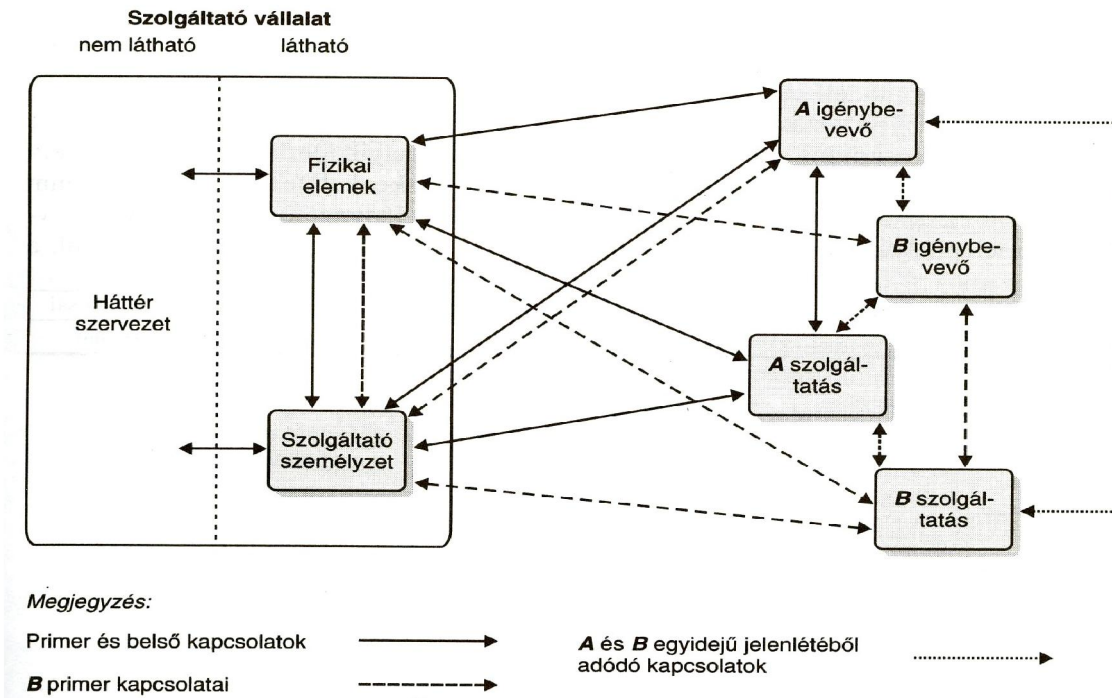 Szolgáltató vállalat
nem látható
látható
Fizikai
elemek
Háttér
szervezet
Szolgáltató
személyzet
A igénybe-
vevő
B igénybe-
vevő
A szolgál-
tatás
B szolgál-
tatás
Megjegyzés:
Primer és belső kapcsolatok
B primer kapcsolatai
A és B egyidejű jelenlétéből
adódó kapcsolatok